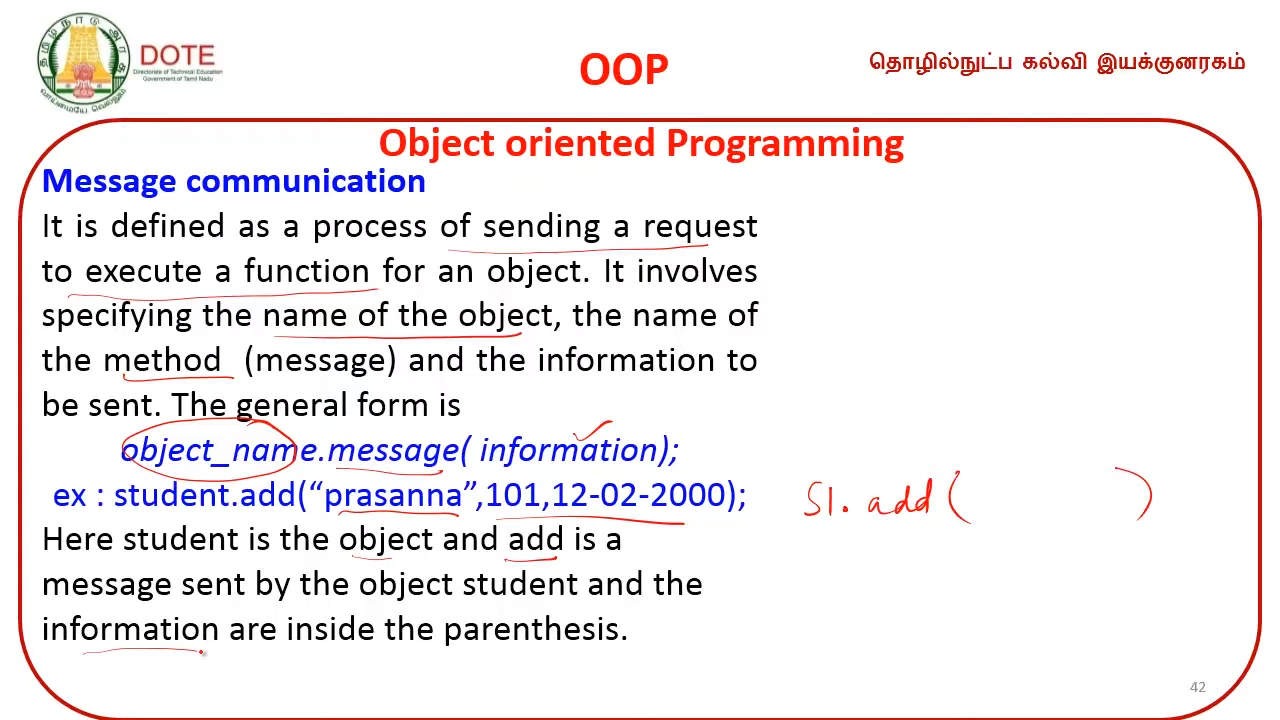 தமிழ்நாடு அரசு
வாய்மையே வெல்லும்
DOTE
Directorate of Technical Education
Government of Tamil Nadu
OOP
தொழில்நுட்ப கல்வி இயக்குனரகம்
Object oriented Programming
Message communication
It is defined as a process of sending a request
to execute a function for an object. It involves
specifying the name of the object, the name of
the method (message) and the information to
be sent. The general form is
object_name.message( information);
ex : student.add(“prasanna”,101,12-02-2000);
S1. add ( )
Here student is the object and add is a
message sent by the object student and the
information are inside the parenthesis.
42